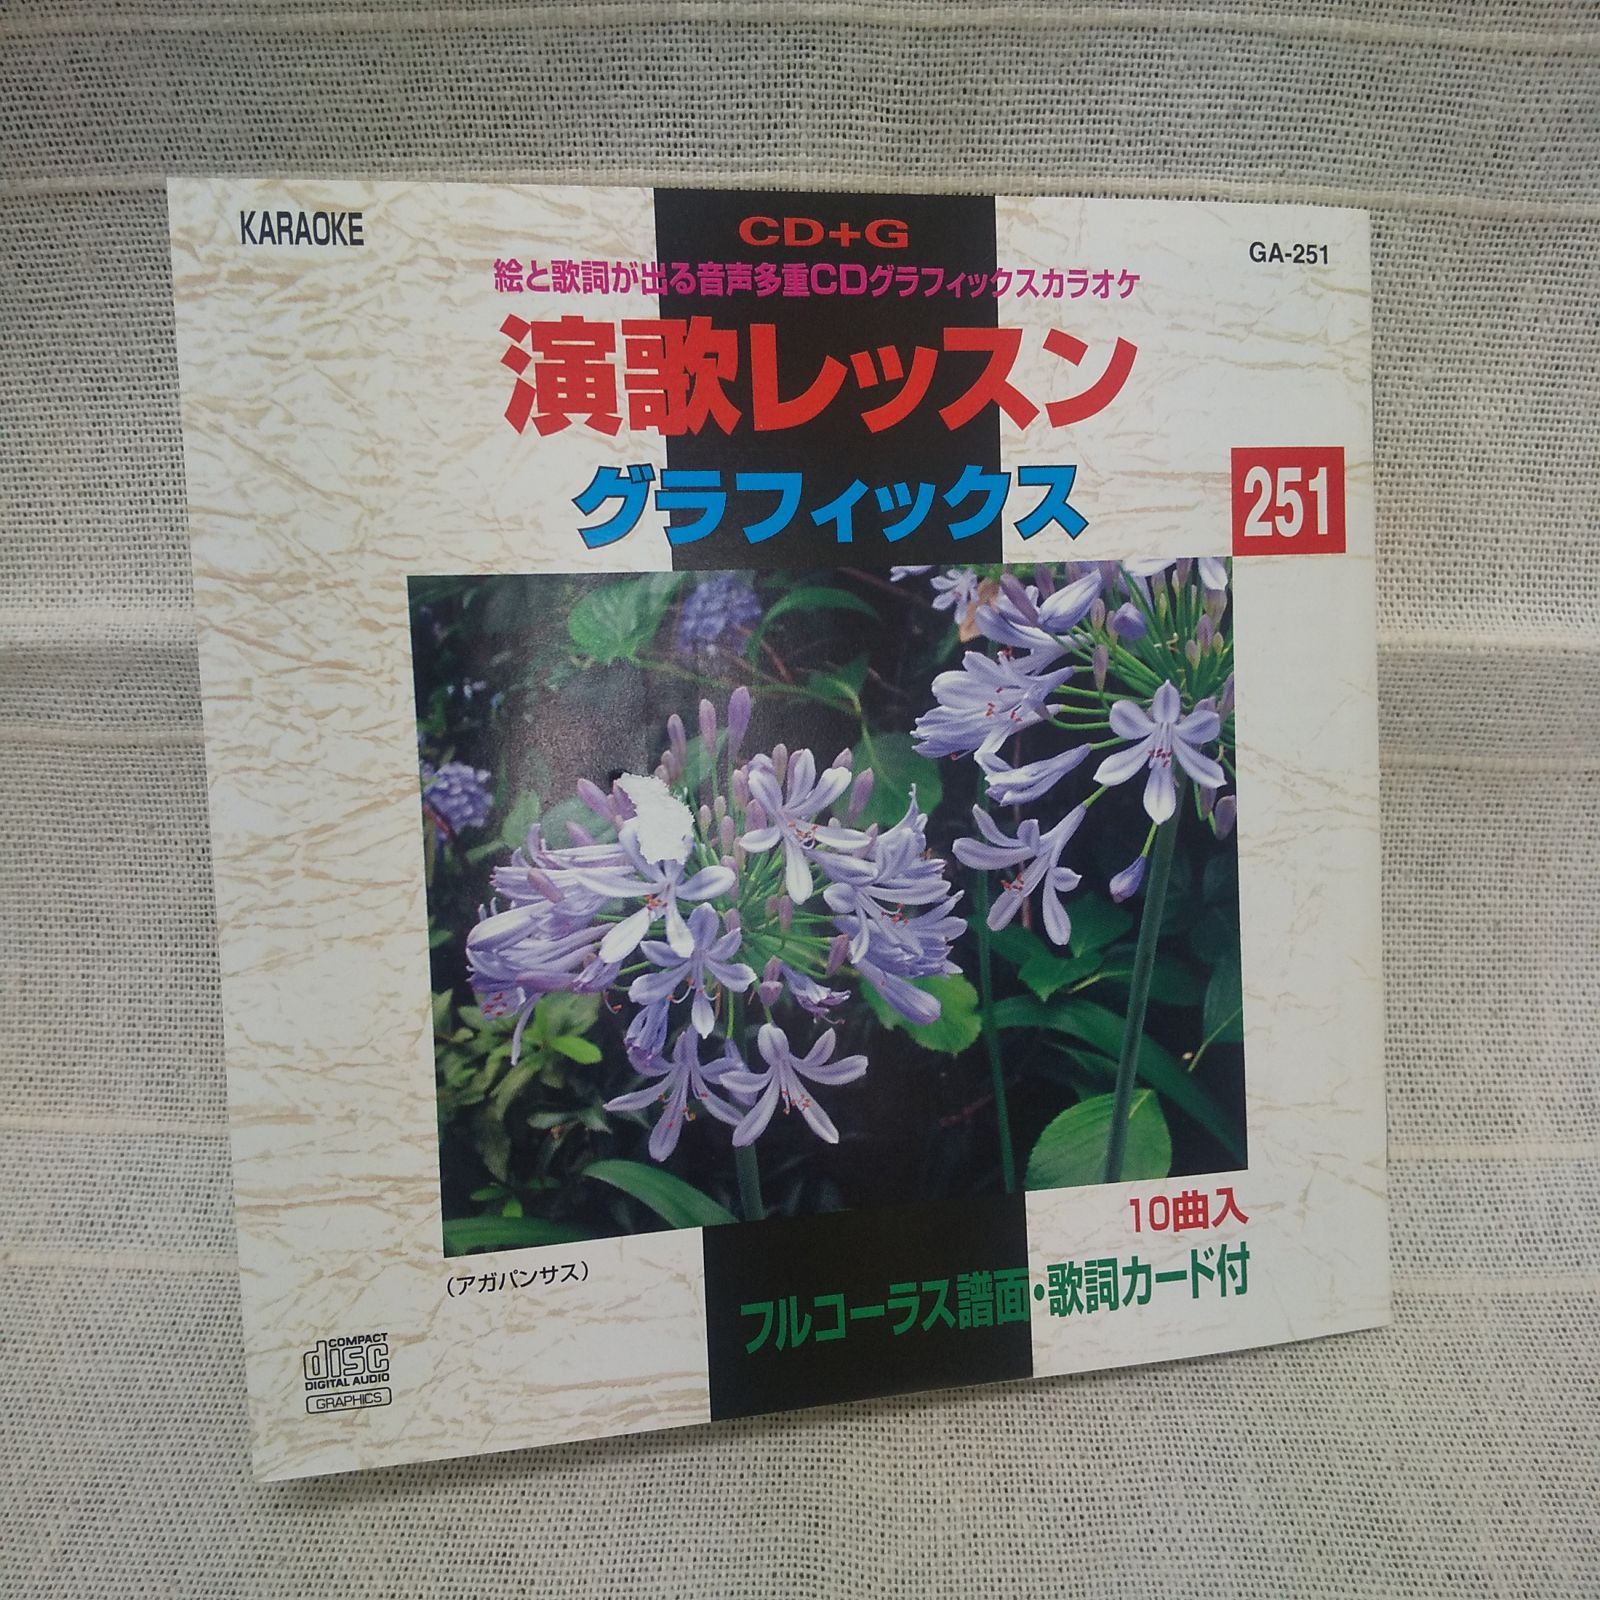 KARAOKE
CD+G
GA-251
絵と歌詞が出る音声多重CDグラフィックスカラオケ
演歌レッスン
グラフィックス
251
10曲入
(アガパンサス)
フルコーラス譜面・歌詞カード付
COMPACT
disc
DIGITAL AUDIO
GRAPHICS